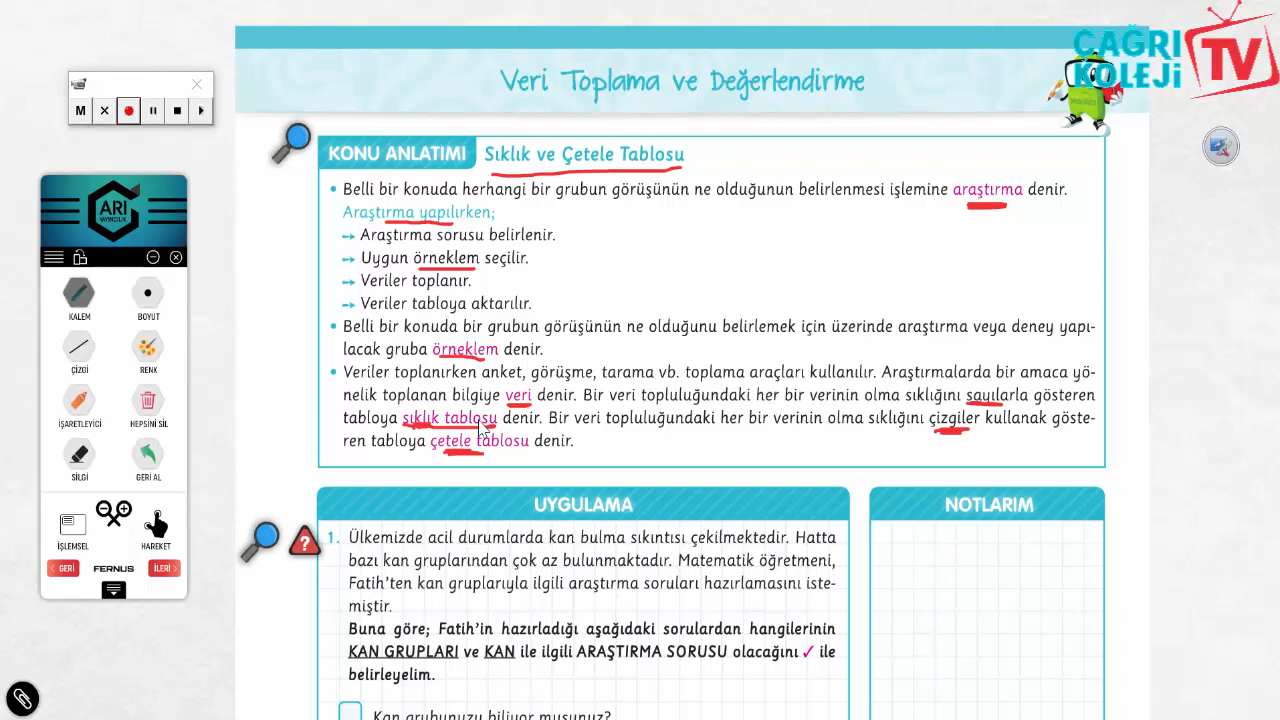 ÇAĞRI
KOLEJi
TV
Veri Toplama ve Değerlendirme
M
KONU ANLATIMI Sıklık ve Çetele Tablosu
• Belli bir konuda herhangi bir grubun görüşünün ne olduğunun belirlenmesi işlemine araştırma denir.
Araştırma yapılırken;
→ Araştırma sorusu belirlenir.
→ Uygun örneklem seçilir.
→ Veriler toplanır.
→ Veriler tabloya aktarılır.
• Belli bir konuda bir grubun görüşünün ne olduğunu belirlemek için üzerinde araştırma veya deney yapı-
lacak gruba örneklem denir.
• Veriler toplanırken anket, görüşme, tarama vb. toplama araçları kullanılır. Araştırmalarda bir amaca yö-
nelik toplanan bilgiye veri denir. Bir veri topluluğundaki her bir verinin olma sıklığını sayılarla gösteren
tabloya sıklık tablosu denir. Bir veri topluluğundaki her bir verinin olma sıklığını çizgiler kullanak göste-
ren tabloya çetele tablosu denir.
ARI
YAYINCILIK
KALEM
BOYUT
ÇİZGİ
RENK
İŞARETLEYİCİ
HEPSİNİ SİL
SİLGİ
GERİ AL
İŞLEMSEL
HAREKET
GERİ
FERNUS
İLERİ
UYGULAMA
NOTLARIM
1. Ülkemizde acil durumlarda kan bulma sıkıntısı çekilmektedir. Hatta
bazı kan gruplarından çok az bulunmaktadır. Matematik öğretmeni,
Fatih'ten kan gruplarıyla ilgili araştırma soruları hazırlamasını iste-
miştir.
Buna göre; Fatih'in hazırladığı aşağıdaki sorulardan hangilerinin
KAN GRUPLARI ve KAN ile ilgili ARAŞTIRMA SORUSU olacağını ✓ ile
belirleyelim.
Kan grubunuzu biliyor musunuz?